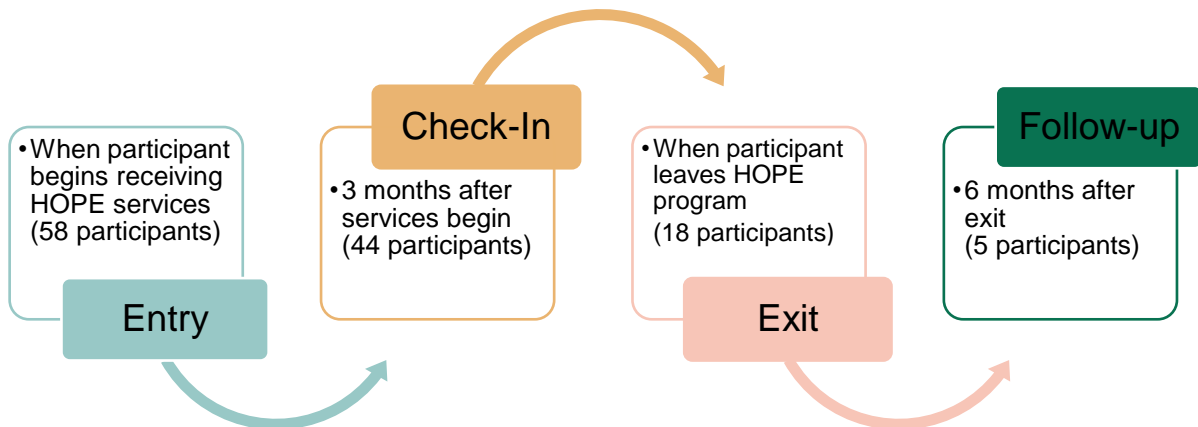 •When participant
begins receiving
HOPE services
(58 participants)
Entry
Check-In
•3 months after
services begin
(44 participants)
•When participant
leaves HOPE
program
(18 participants)
Exit
Follow-up
•6 months after
exit
(5 participants)